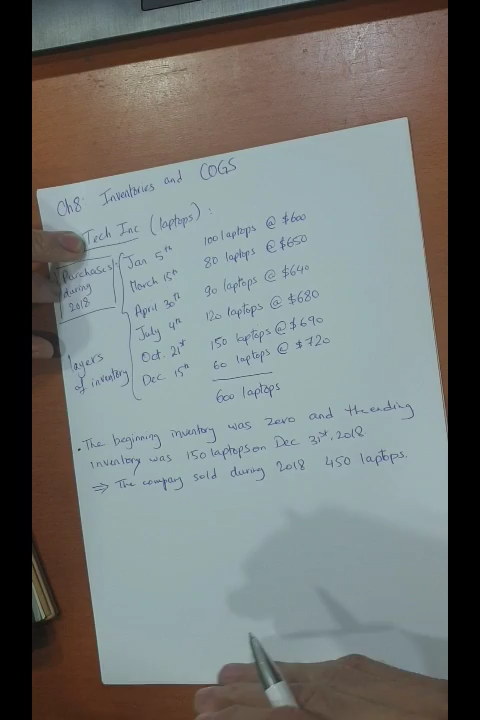 Ch8: Inventories and COGS
Tech Inc (laptops) :
Purchases during 2018
layers of inventory
Jan 5th 100 laptops @ $600
March 15th 80 laptops @ $650
April 30th 90 laptops @ $640
July 4th 120 laptops @ $680
Oct. 21st 150 laptops @ $690
Dec. 15th 60 laptops @ $720
600 laptops
• The beginning inventory was zero and the ending
inventory was 150 laptops on Dec 31st, 2018
⇒ The company sold during 2018 450 laptops.